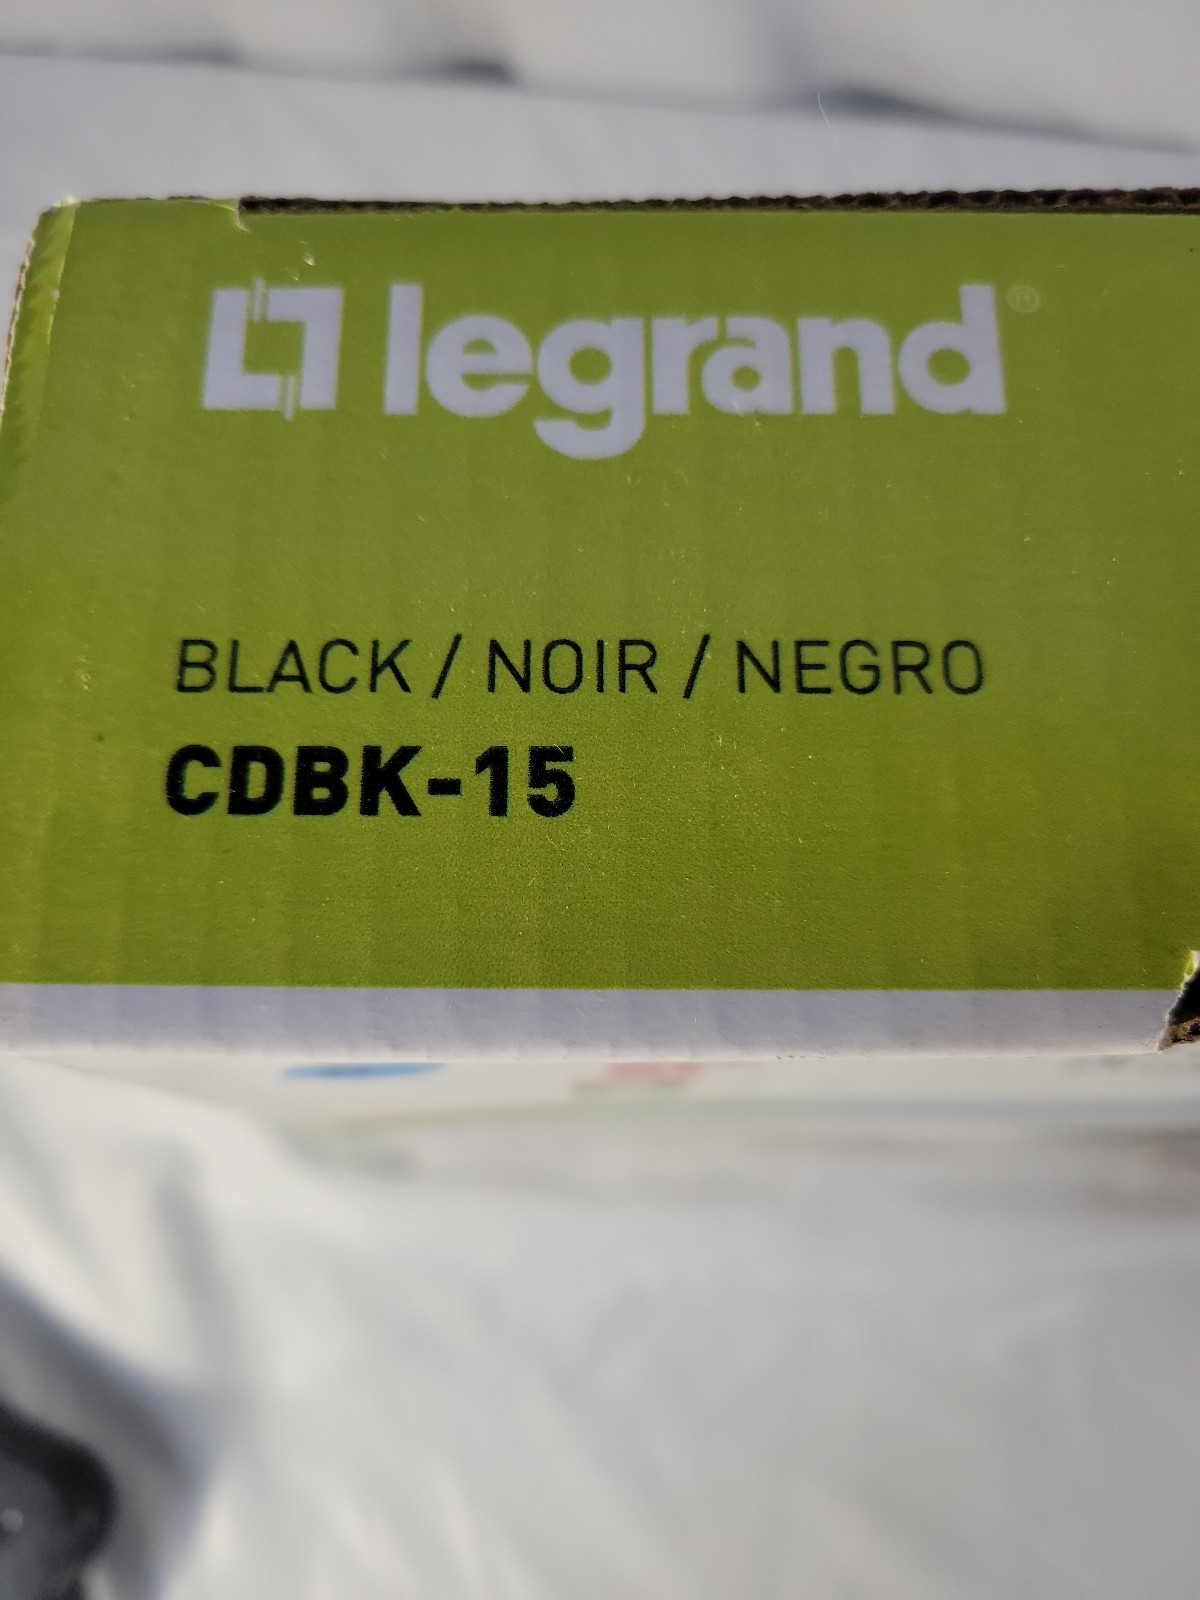 legrand®
BLACK / NOIR / NEGRO
CDBK-15